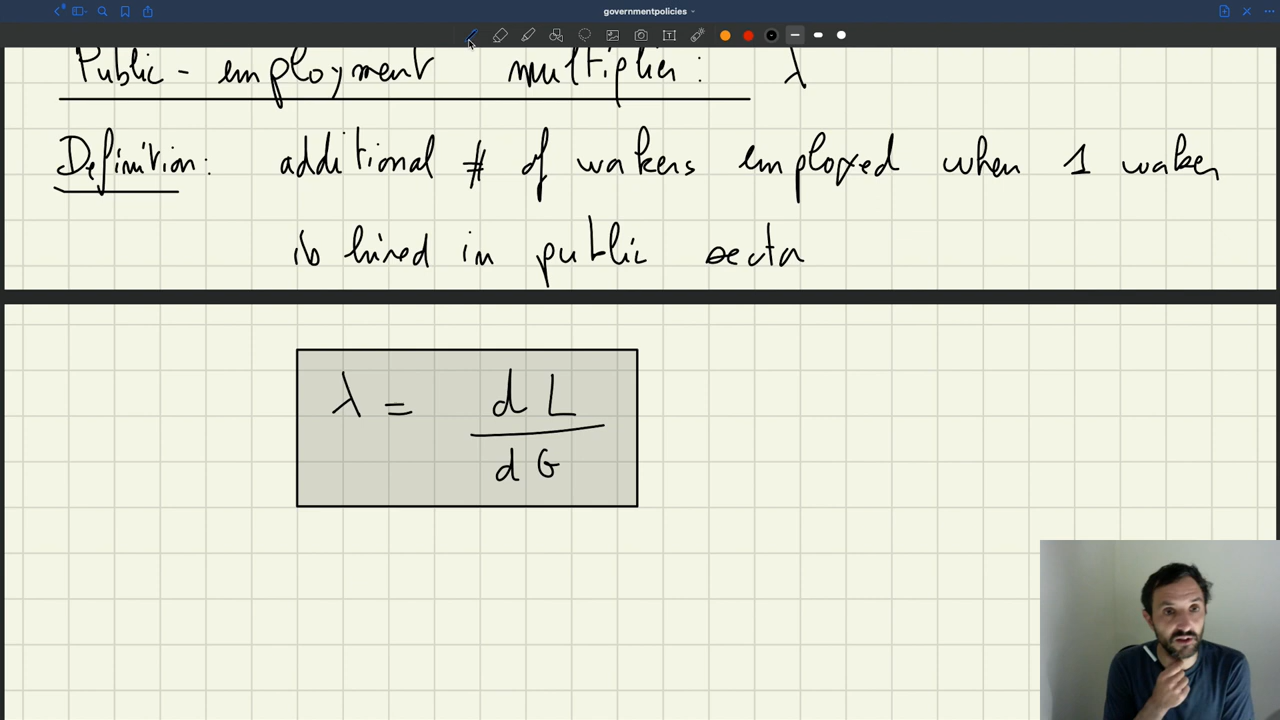 governmentpolicies
Public-employment multiplier: λ
Definition: additional # of workers employed when 1 worker
is hired in public sector
λ = dL
dG